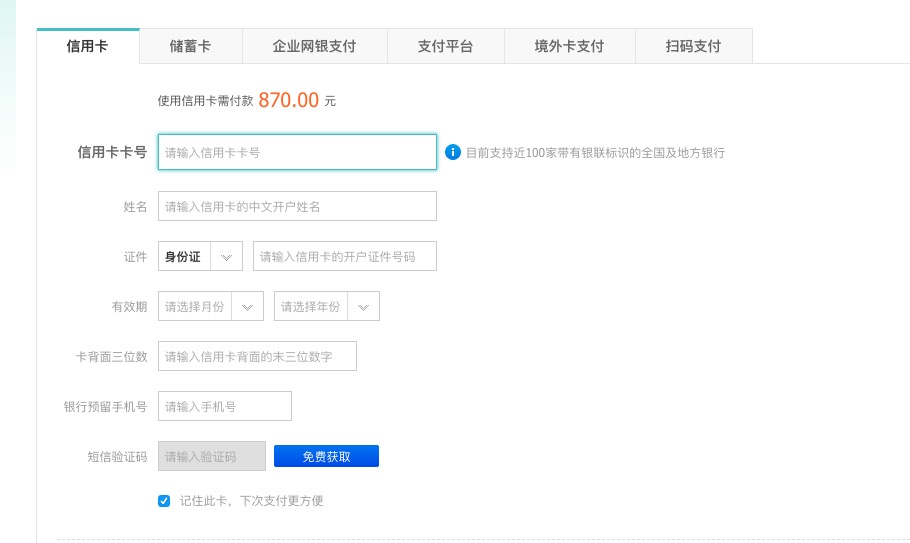 信用卡 储蓄卡 企业网银支付 支付平台 境外卡支付 扫码支付
使用信用卡需付款 870.00 元
信用卡卡号 请输入信用卡卡号 目前支持近100家带有银联标识的全国及地方银行
姓名 请输入信用卡的中文开户姓名
证件 身份证 请输入信用卡的开户证件号码
有效期 请选择月份 请选择年份
卡背面三位数 请输入信用卡背面的末三位数字
银行预留手机号 请输入手机号
短信验证码 请输入验证码 免费获取
记住此卡，下次支付更方便